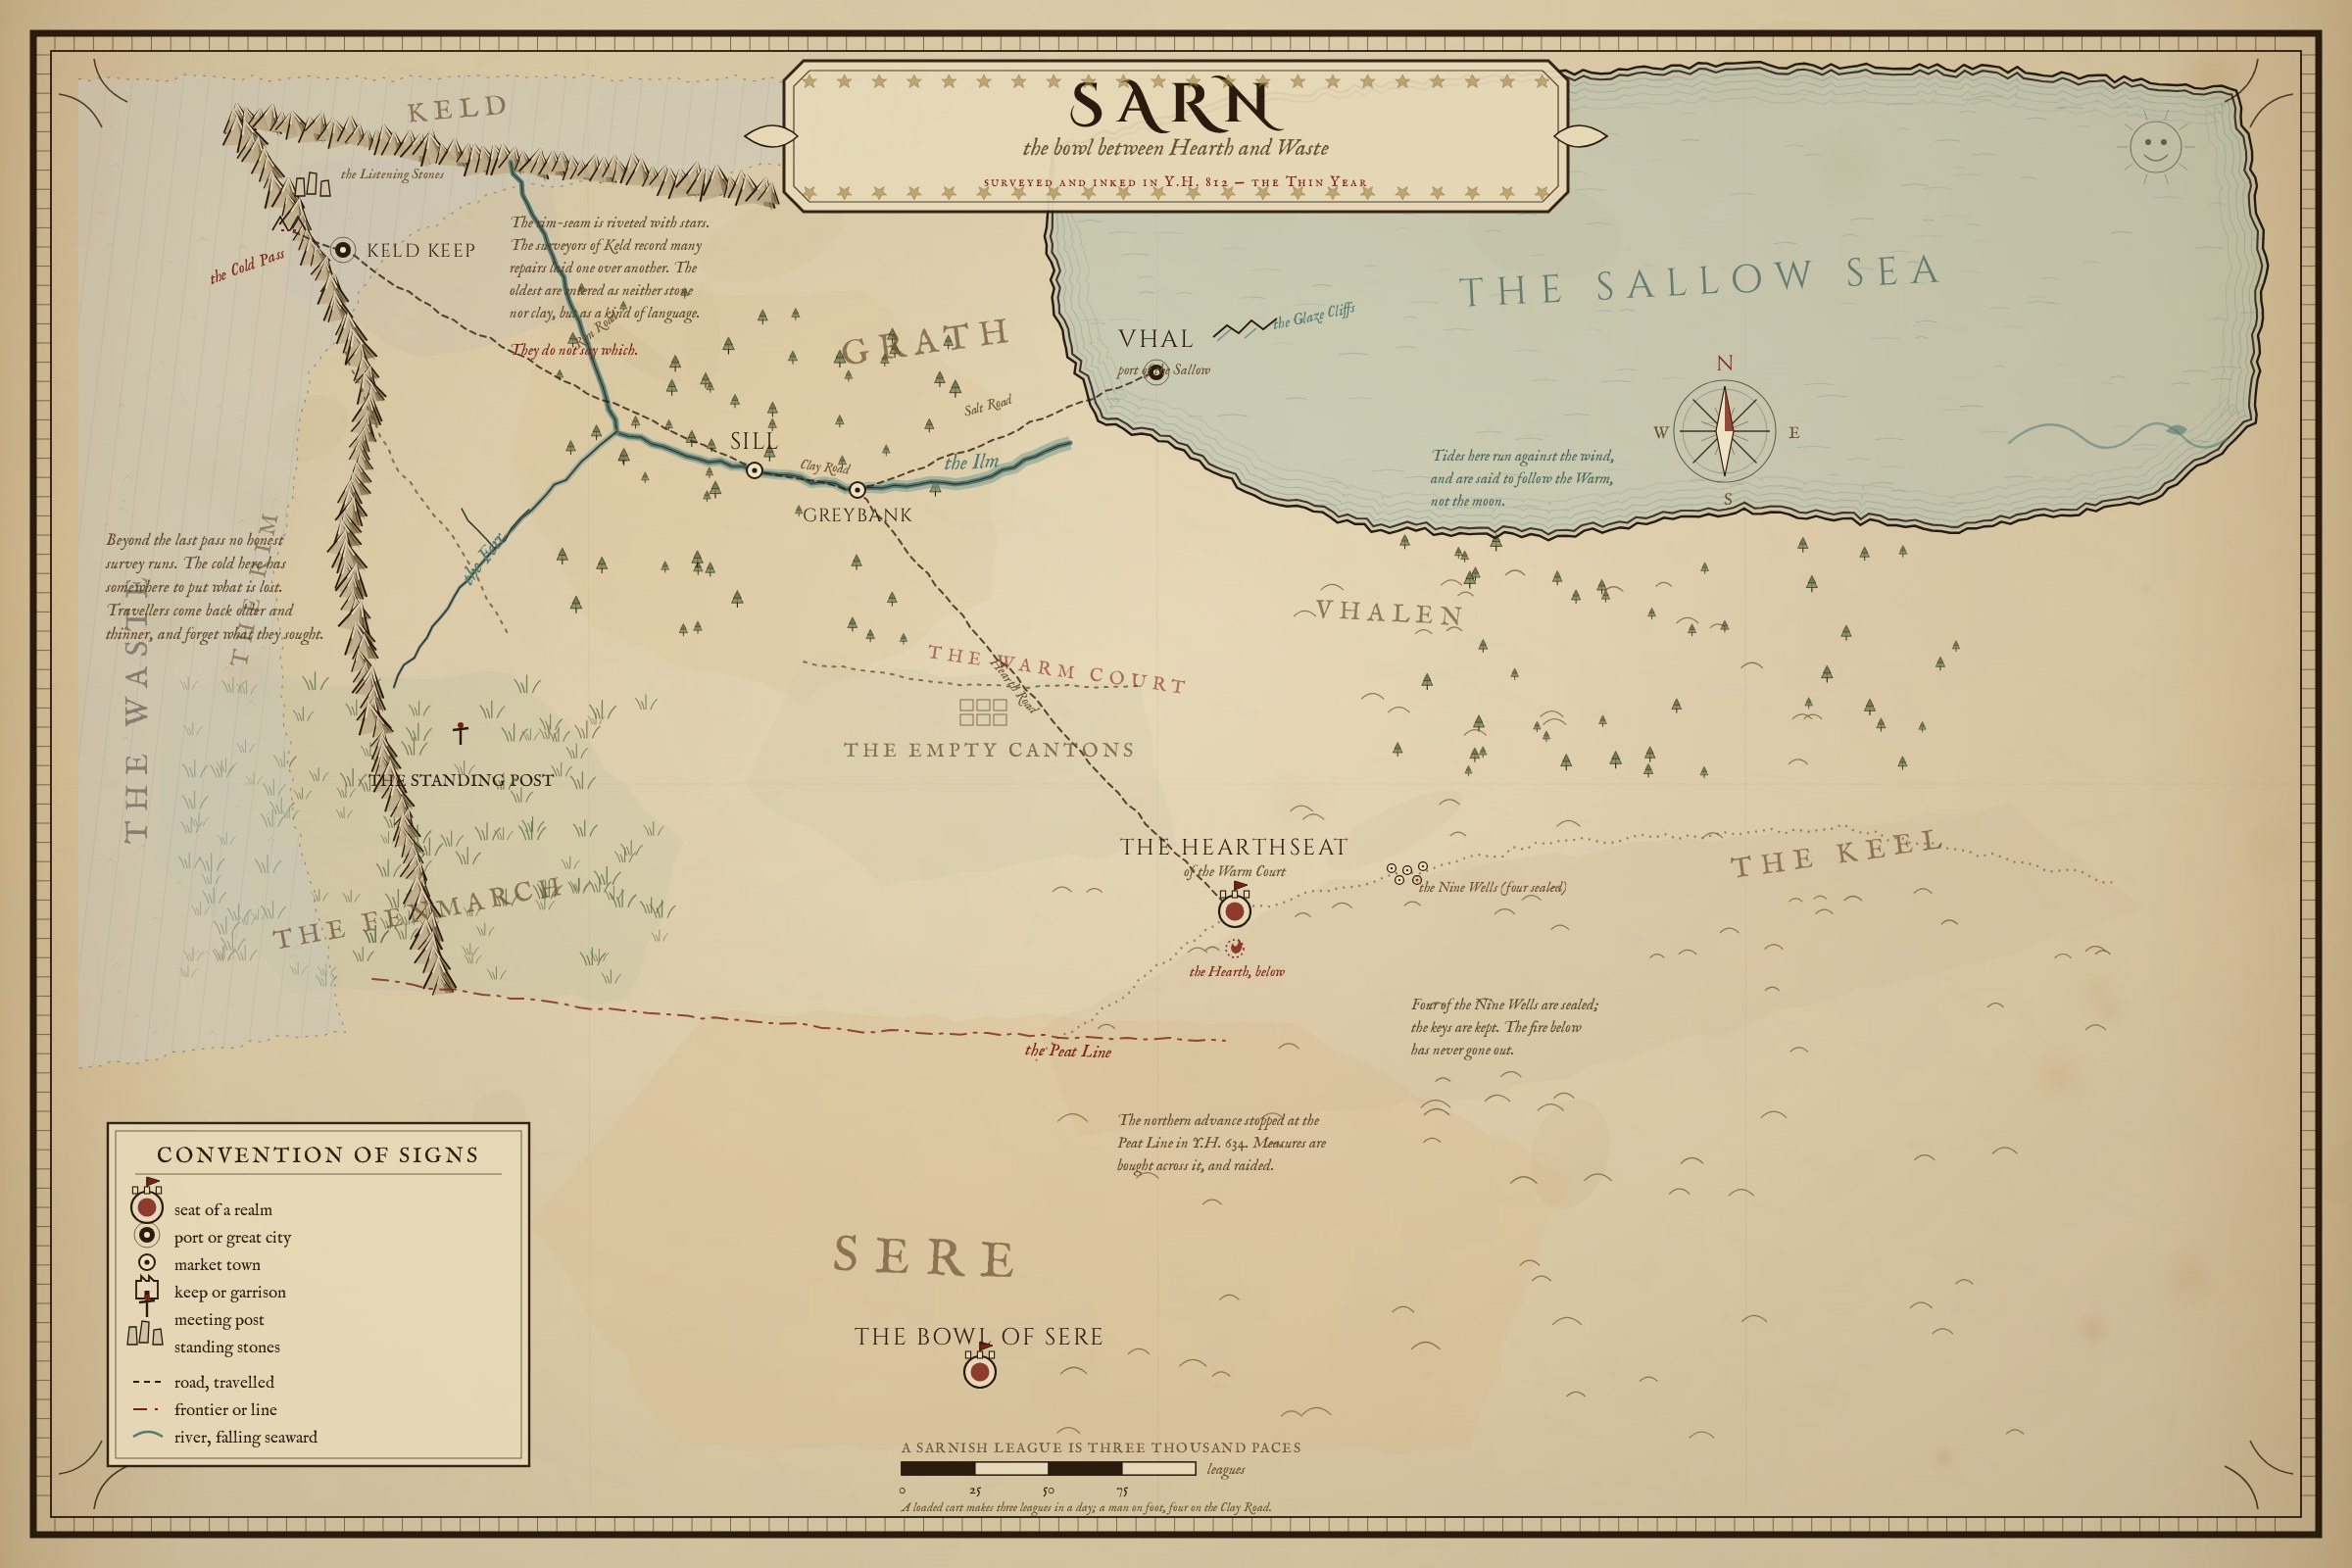 SARN
the bowl between Hearth and Waste
SURVEYED AND INKED IN Y.H. 812 — THE THIN YEAR
KELD
the Listening Stones
KELD KEEP
the Cold Pass
The rim-seam is riveted with stars.
The surveyors of Keld record many
repairs laid one over another. The
oldest are entered as neither stone
nor clay, but as a kind of language.
They do not say which.
Road
GRATH
THE SALLOW SEA
VHAL
port of the Sallow
the Glaze Cliffs
N
W
E
S
Salt Road
SILL
Clay Road
the Ilm
GREYBANK
Tides here run against the wind,
and are said to follow the Warm,
not the moon.
Beyond the last pass no honest
survey runs. The cold here has
somewhere to put what is lost.
Travellers come back older and
thinner, and forget what they sought.
THE WASTE
THE RIM
the Farr
VHALEN
THE WARM COURT
Hearth Road
THE EMPTY CANTONS
THE STANDING POST
THE HEARTHSEAT
of the Warm Court
the Nine Wells (four sealed)
THE KEEL
THE FENMARCH
the Hearth, below
the Peat Line
Four of the Nine Wells are sealed;
the keys are kept. The fire below
has never gone out.
The northern advance stopped at the
Peat Line in Y.H. 634. Measures are
bought across it, and raided.
SERE
THE BOWL OF SERE
CONVENTION OF SIGNS
seat of a realm
port or great city
market town
keep or garrison
meeting post
standing stones
road, travelled
frontier or line
river, falling seaward
A SARNISH LEAGUE IS THREE THOUSAND PACES
leagues
0 25 50 75
A loaded cart makes three leagues in a day; a man on foot, four on the Clay Road.